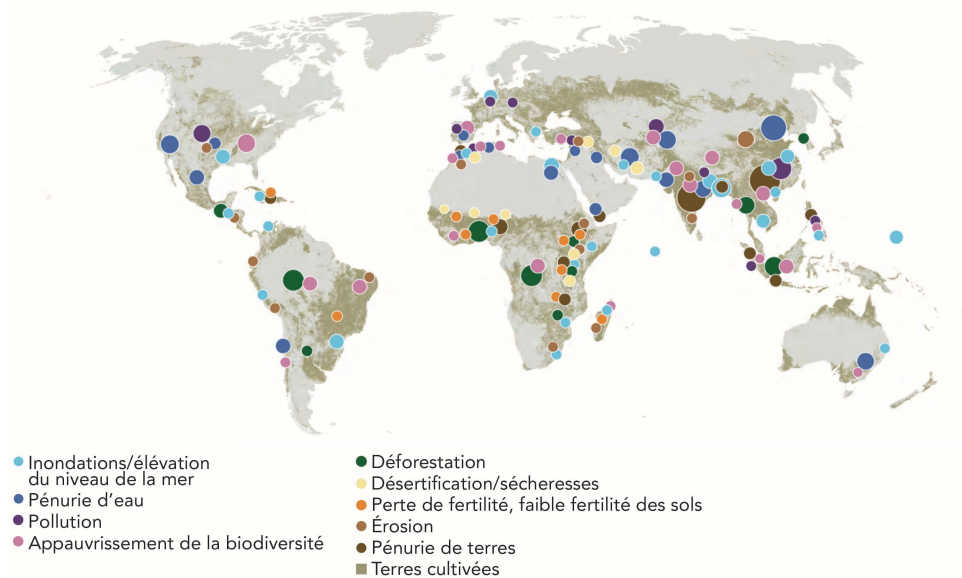 Inondations/élévation
du niveau de la mer
Pénurie d'eau
Pollution
Appauvrissement de la biodiversité
Déforestation
Désertification/sécheresses
Perte de fertilité, faible fertilité des sols
Érosion
Pénurie de terres
Terres cultivées